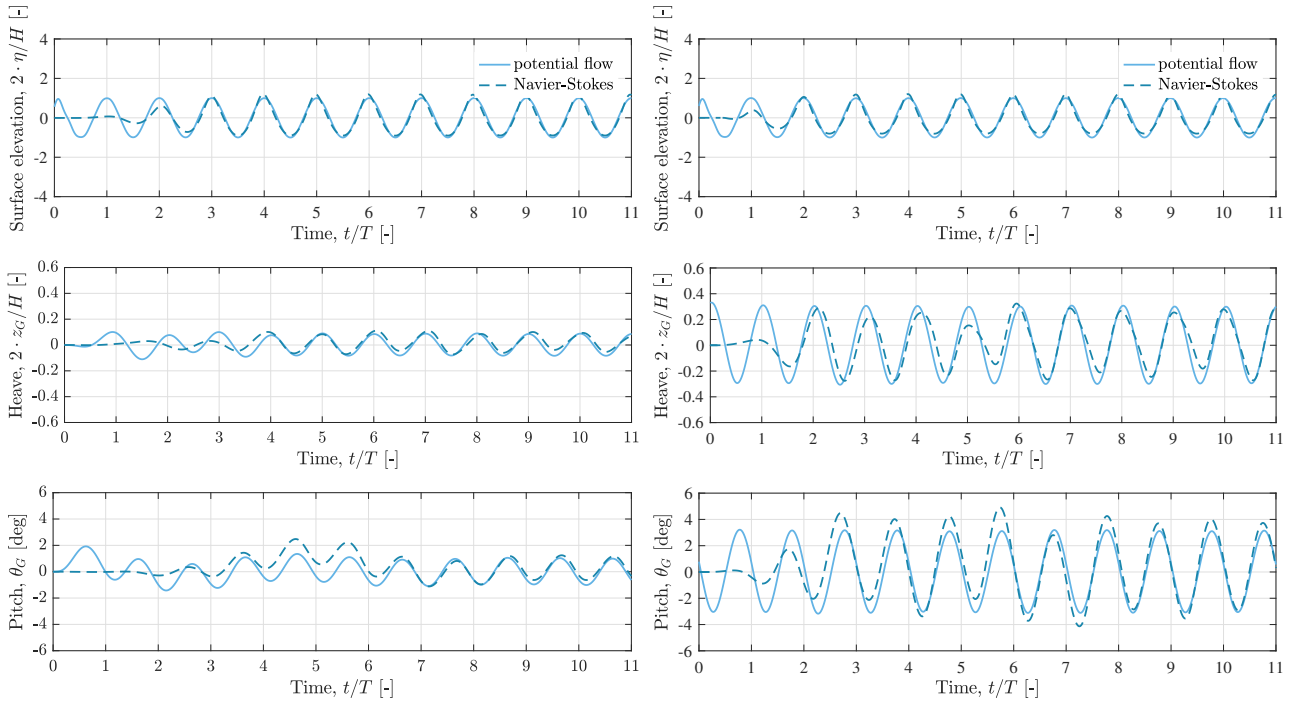 Surface elevation, 2 · η/H [-]
4
2
0
-2
-4
potential flow
Navier-Stokes
0 1 2 3 4 5 6 7 8 9 10 11
Time, t/T [-]
Surface elevation, 2 · η/H [-]
4
2
0
-2
-4
potential flow
Navier-Stokes
0 1 2 3 4 5 6 7 8 9 10 11
Time, t/T [-]
Heave, 2 · z_G/H [-]
0.6
0.4
0.2
0
-0.2
-0.4
-0.6
0 1 2 3 4 5 6 7 8 9 10 11
Time, t/T [-]
Heave, 2 · z_G/H [-]
0.6
0.4
0.2
0
-0.2
-0.4
-0.6
0 1 2 3 4 5 6 7 8 9 10 11
Time, t/T [-]
Pitch, θ_G [deg]
6
4
2
0
-2
-4
-6
0 1 2 3 4 5 6 7 8 9 10 11
Time, t/T [-]
Pitch, θ_G [deg]
6
4
2
0
-2
-4
-6
0 1 2 3 4 5 6 7 8 9 10 11
Time, t/T [-]